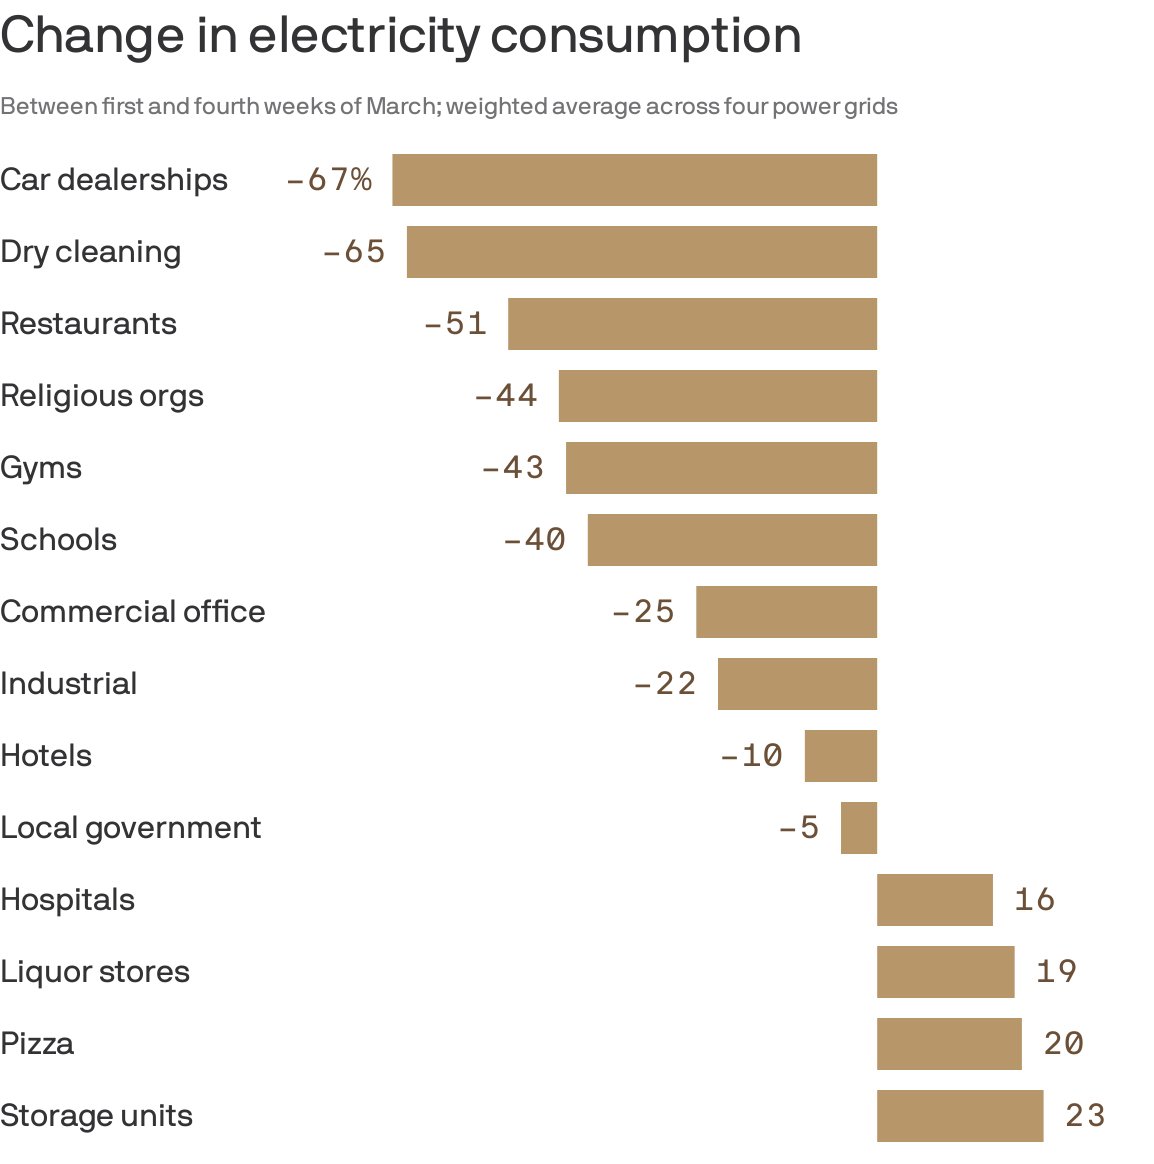 Change in electricity consumption
Between first and fourth weeks of March; weighted average across four power grids
Car dealerships -67%
Dry cleaning -65
Restaurants -51
Religious orgs -44
Gyms -43
Schools -40
Commercial office -25
Industrial -22
Hotels -10
Local government -5
Hospitals 16
Liquor stores 19
Pizza 20
Storage units 23